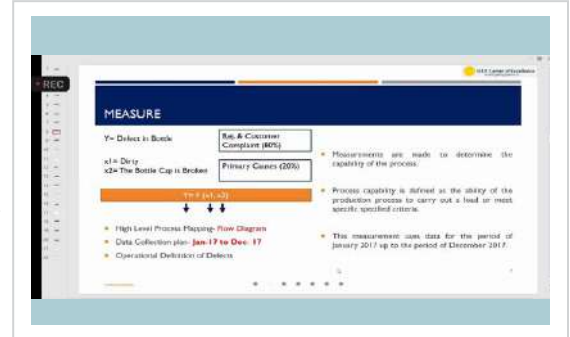 REC
MEASURE
Y= Defect in Bottle
Rej. & Customer
Complaint (80%)
x1= Dirty
x2= The Bottle Cap is Broken
Primary Causes (20%)
Y= F (x1, x2)
High Level Process Mapping- Flow Diagram
Data Collection plan- Jan-17 to Dec- 17
Operational Definition of Defects
Measurements are made to determine the
capability of the process.
Process capability is defined as the ability of the
production process to carry out a load or meet
specific specified criteria.
This measurement uses data for the period of
January 2017 up to the period of December 2017.